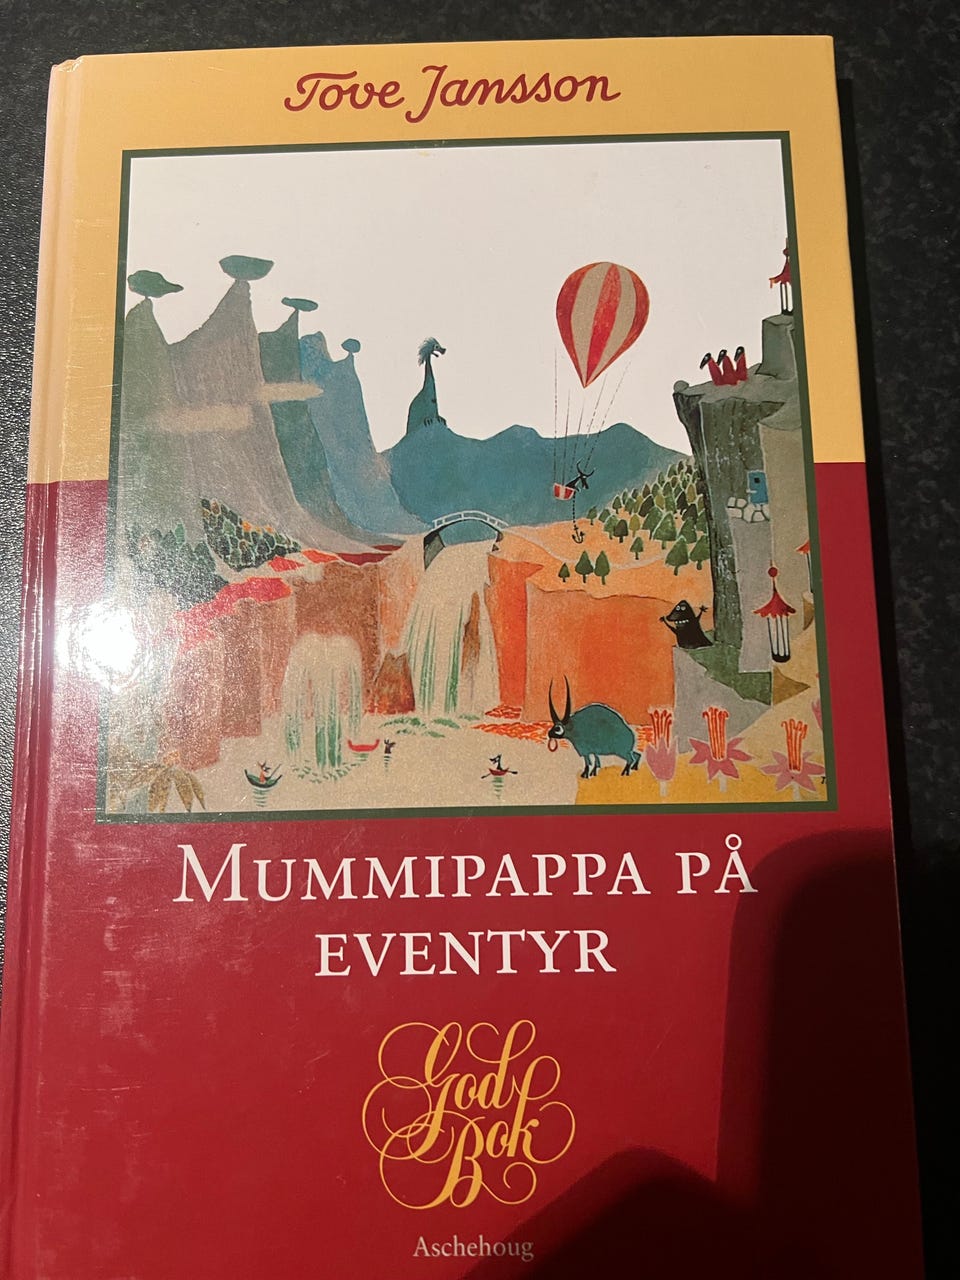 Tove Jansson
MUMMIPAPPA PÅ
EVENTYR
God
Bok
Aschehoug